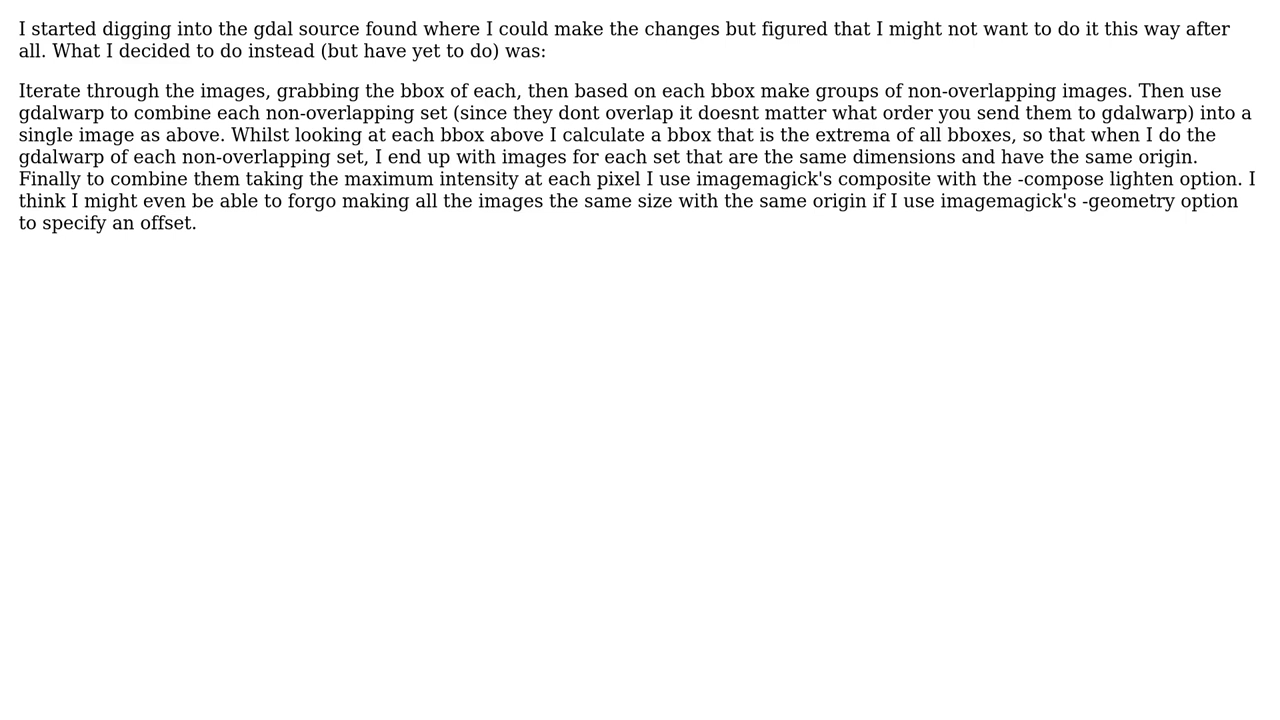 I started digging into the gdal source found where I could make the changes but figured that I might not want to do it this way after
all. What I decided to do instead (but have yet to do) was:
Iterate through the images, grabbing the bbox of each, then based on each bbox make groups of non-overlapping images. Then use
gdalwarp to combine each non-overlapping set (since they dont overlap it doesnt matter what order you send them to gdalwarp) into a
single image as above. Whilst looking at each bbox above I calculate a bbox that is the extrema of all bboxes, so that when I do the
gdalwarp of each non-overlapping set, I end up with images for each set that are the same dimensions and have the same origin.
Finally to combine them taking the maximum intensity at each pixel I use imagemagick's composite with the -compose lighten option. I
think I might even be able to forgo making all the images the same size with the same origin if I use imagemagick's -geometry option
to specify an offset.